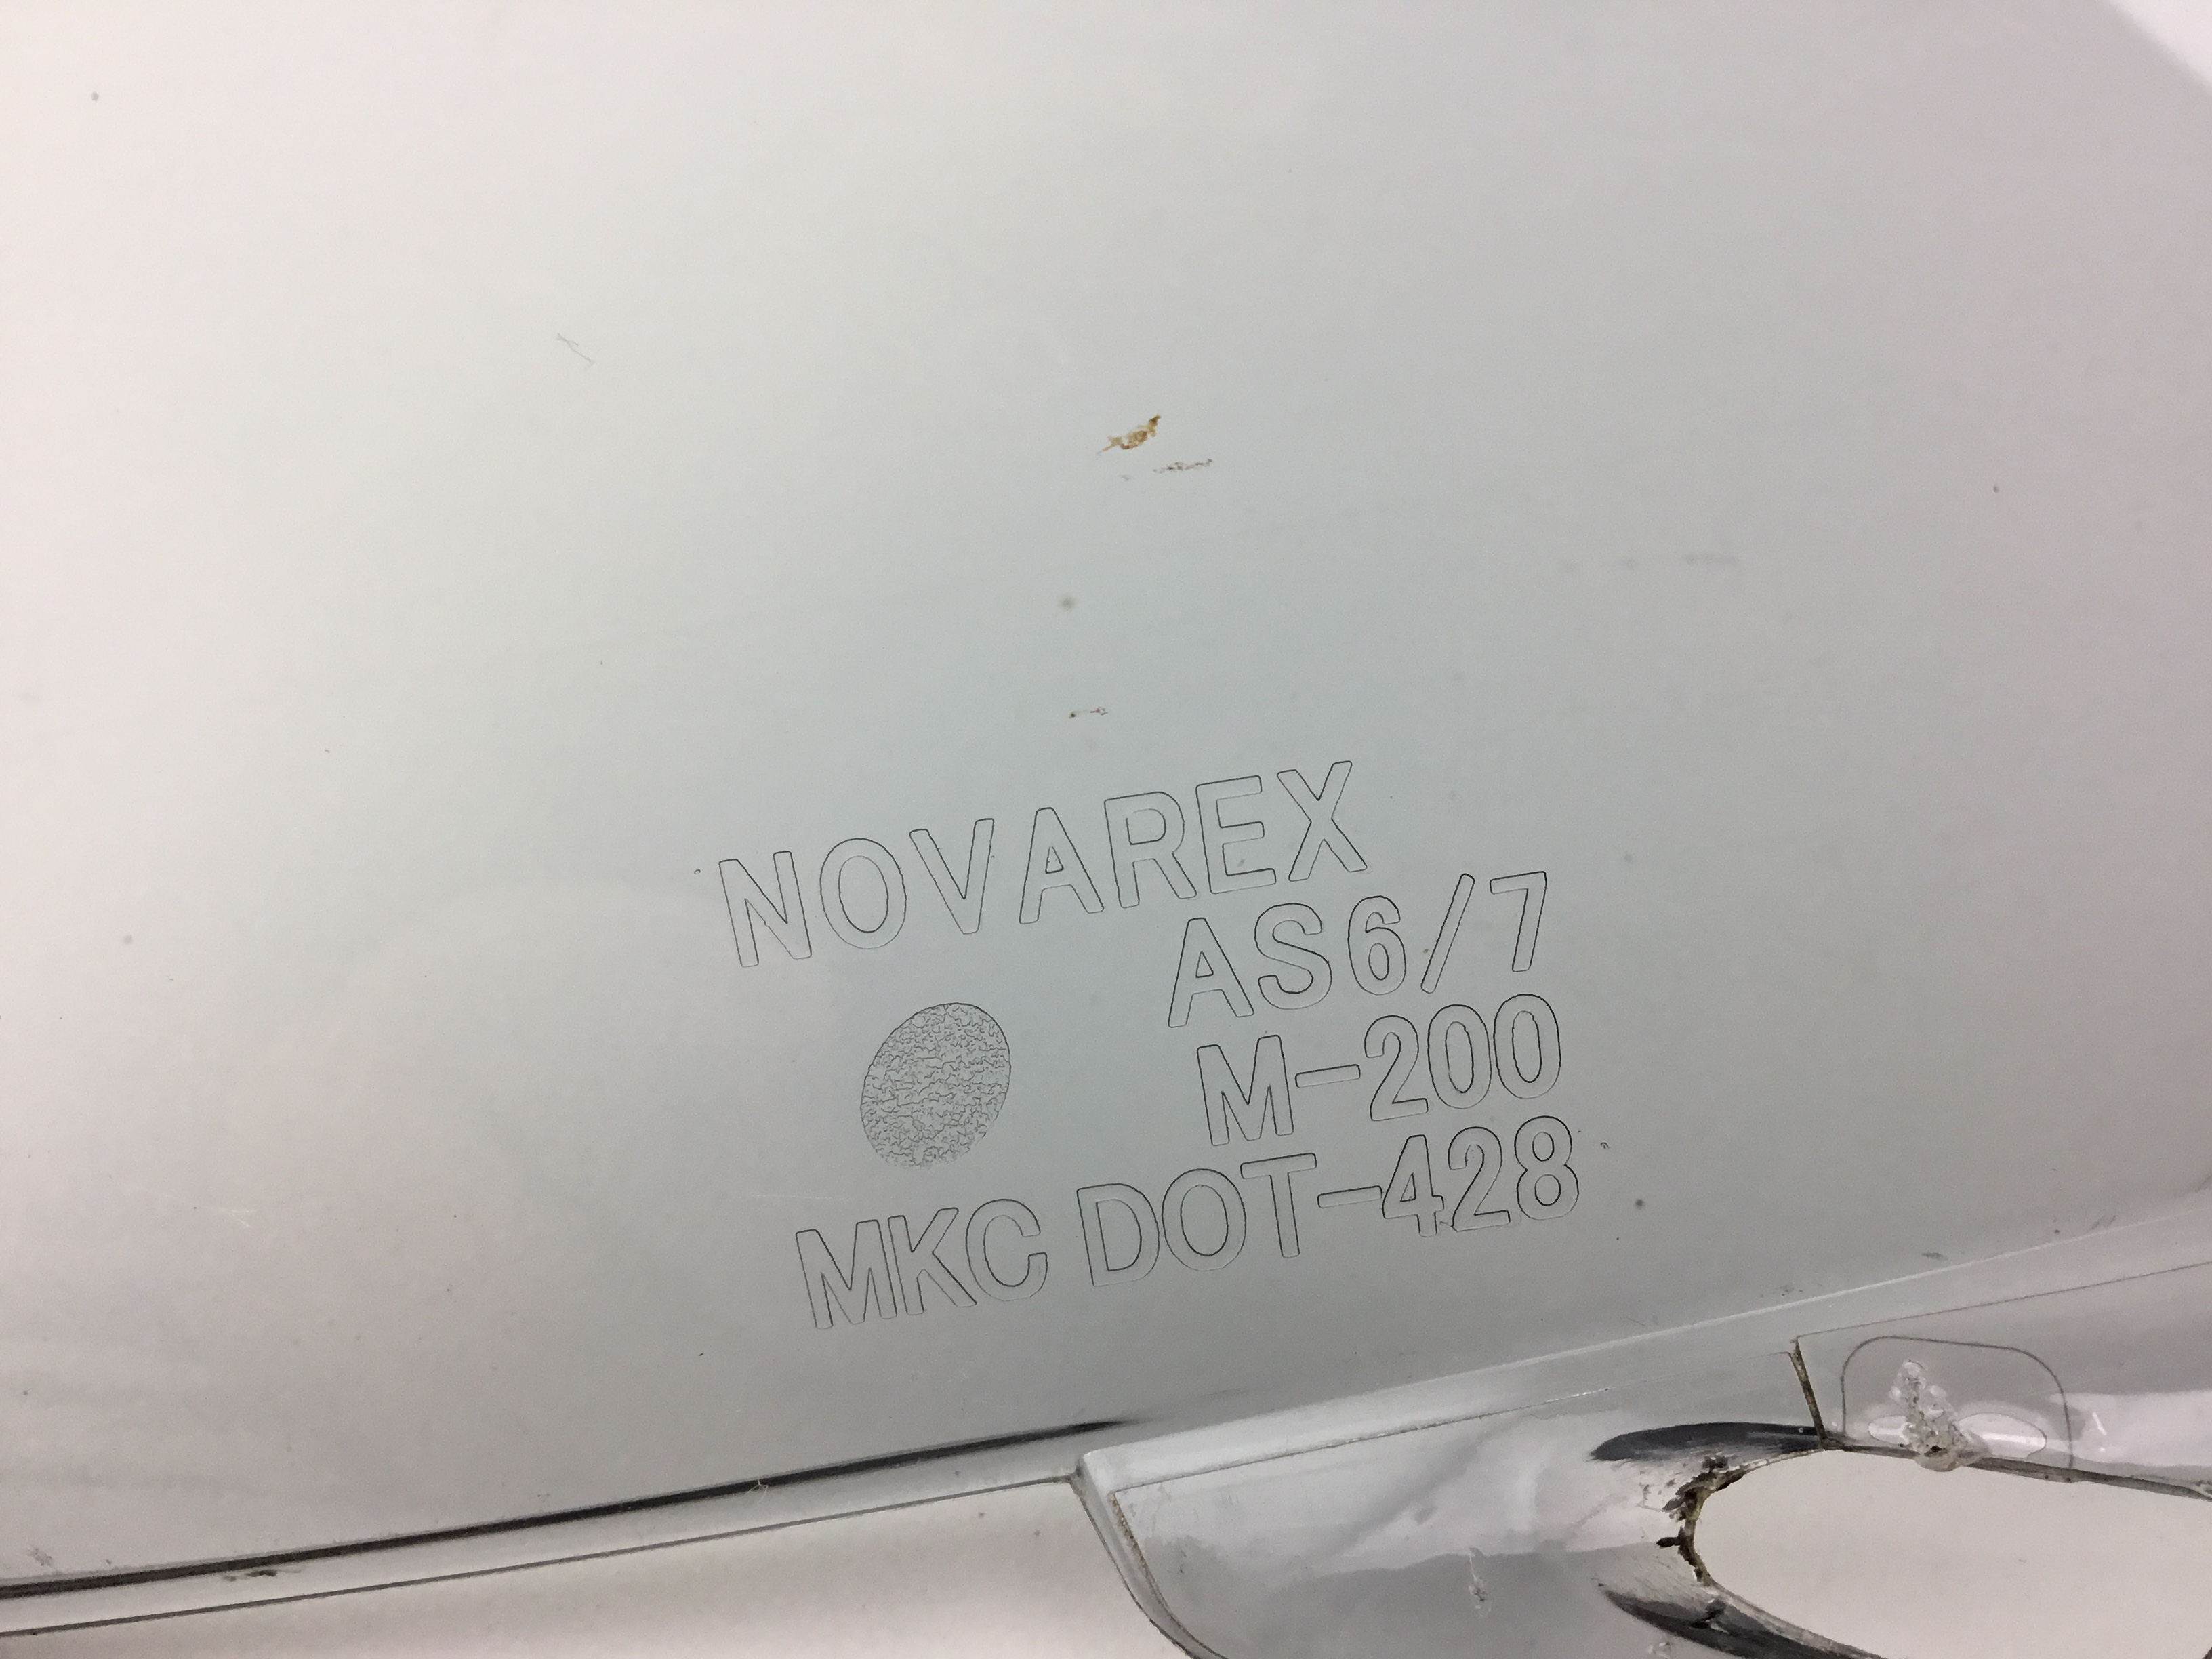 NOVAREX
AS6/7
M-200
MKC DOT-428